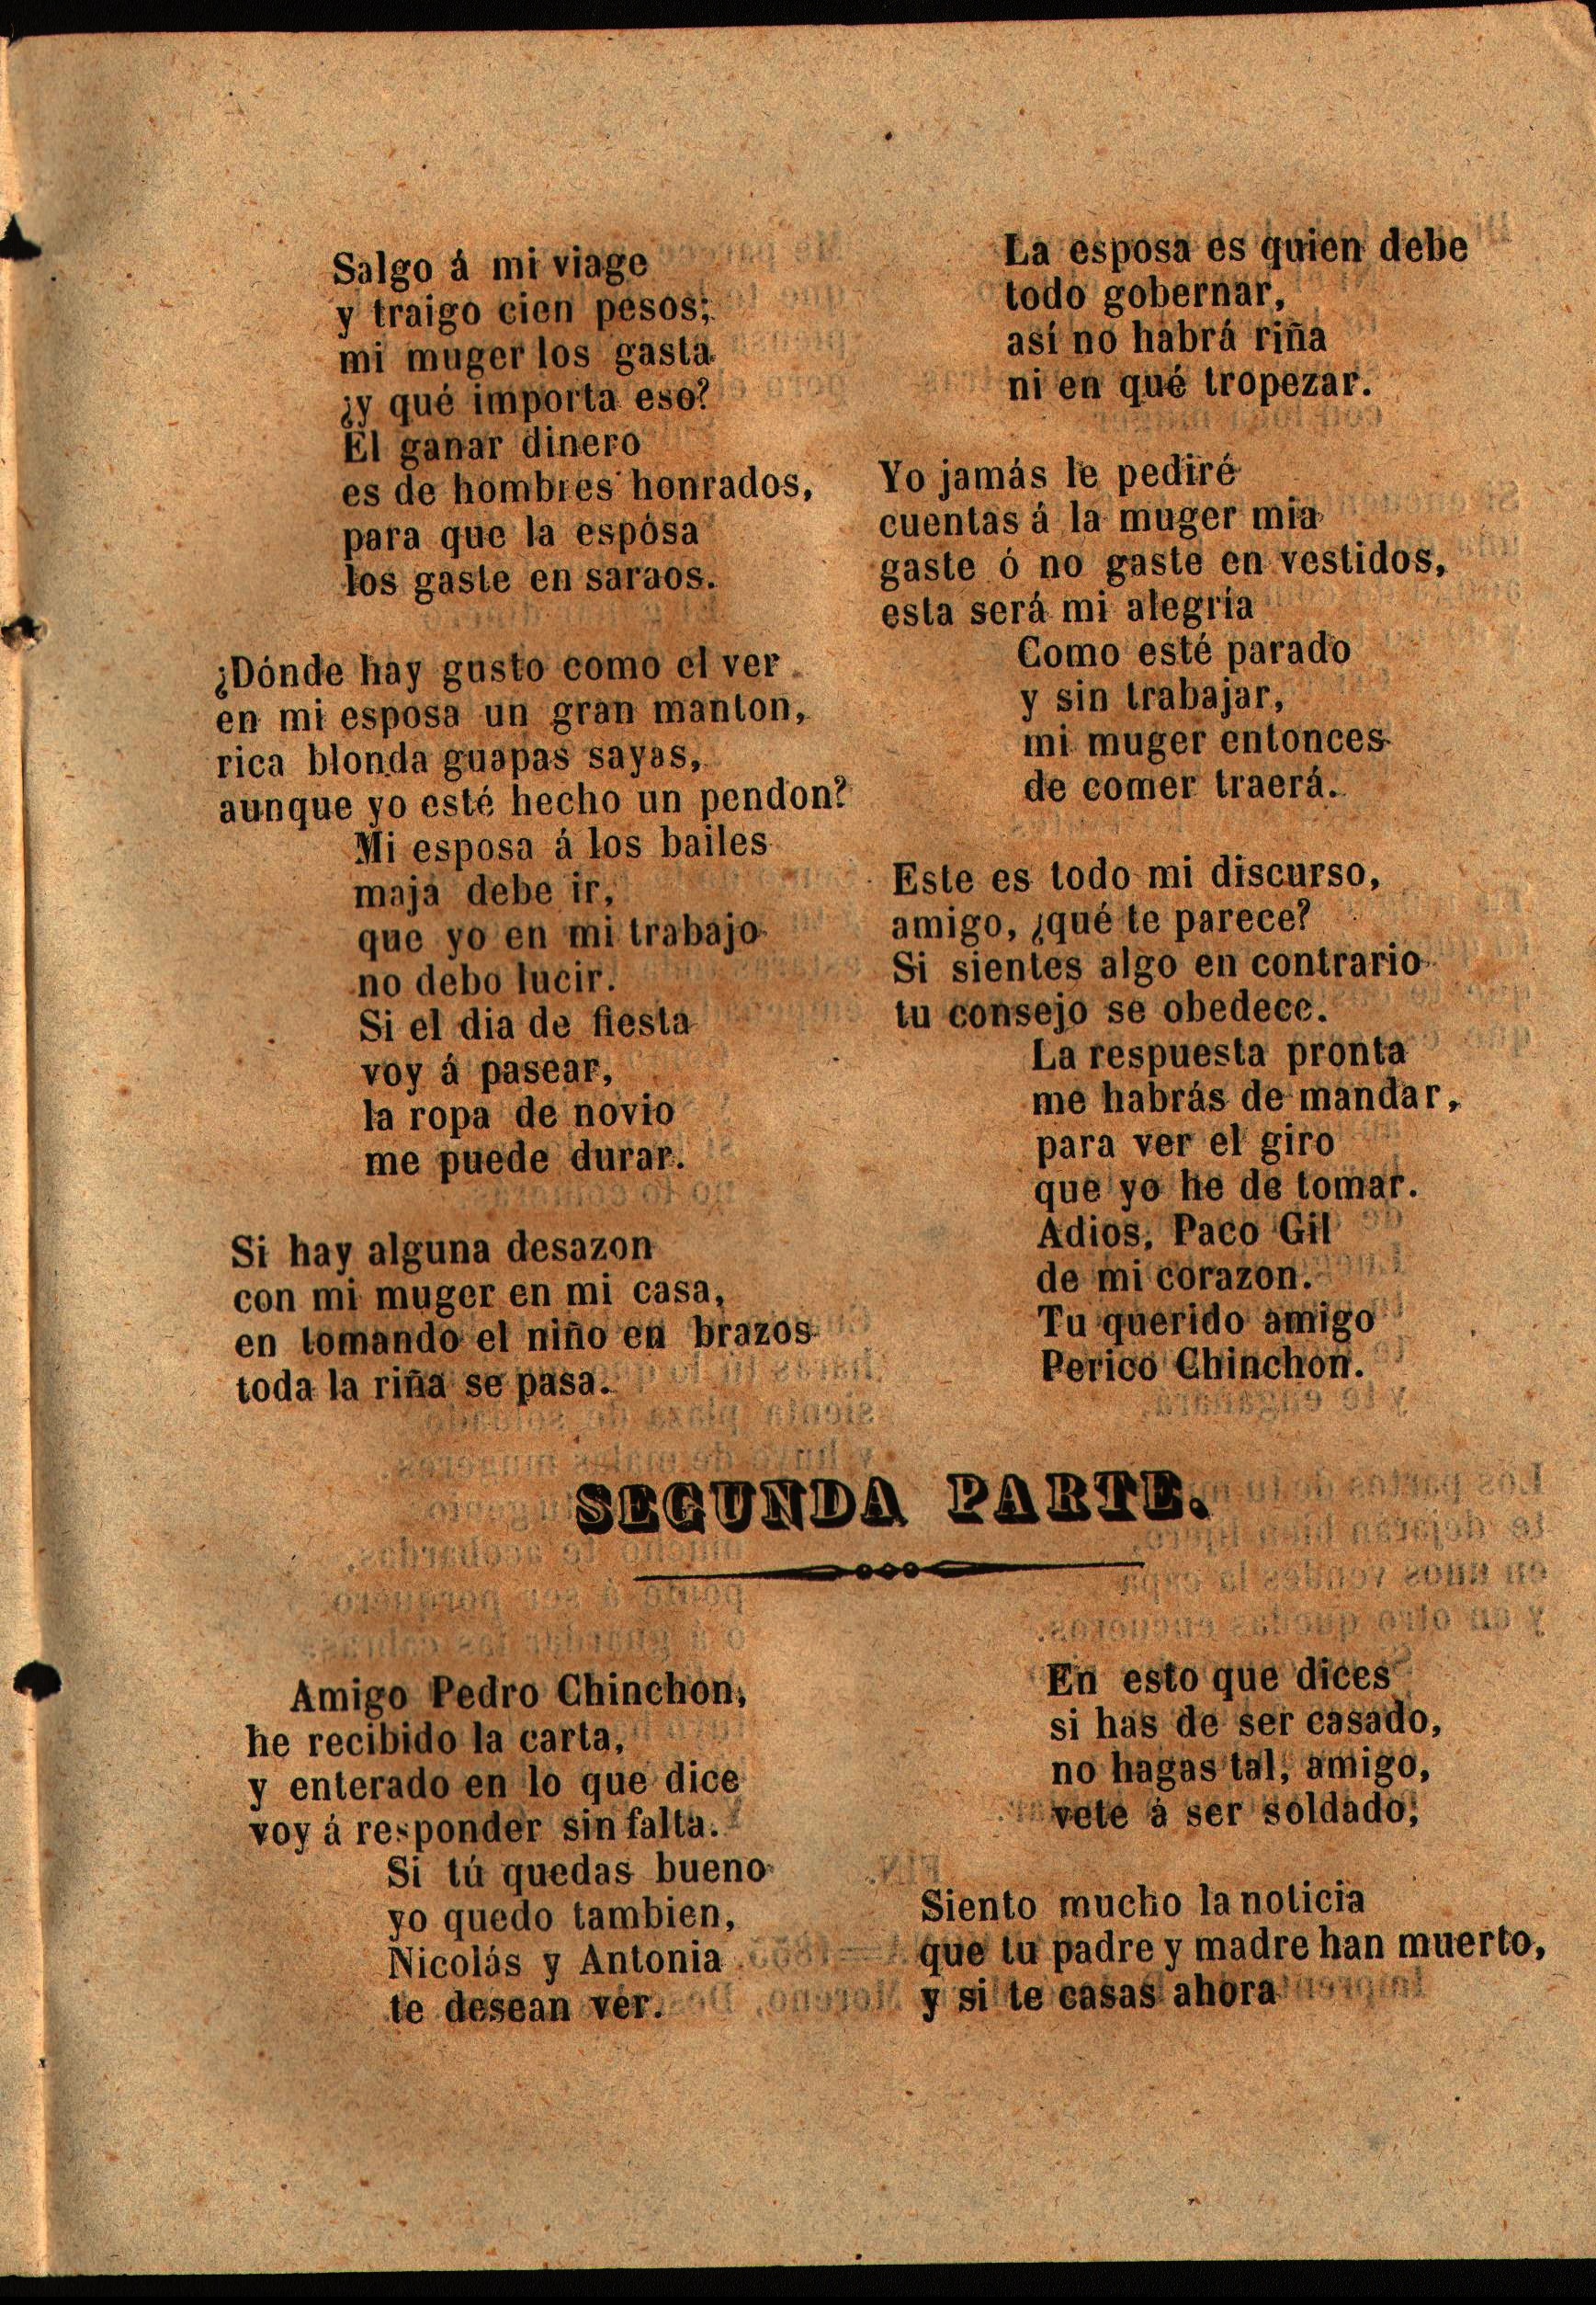 Salgo á mi viage
y traigo cien pesos;
mi muger los gasta
¿y qué importa eso?
El ganar dinero
es de hombres honrados,
para que la esposa
los gaste en saraos.
¿Dónde hay gusto como el ver
en mi esposa un gran manton,
rica blonda guapas sayas,
aunque yo esté hecho un pendon?
Mi esposa á los bailes
maja debe ir,
que yo en mi trabajo
no debo lucir.
Si el dia de fiesta
voy á pasear,
la ropa de novio
me puede durar.
Si hay alguna desazon
con mi muger en mi casa,
en tomando el niño en brazos
toda la riña se pasa.
La esposa es quien debe
todo gobernar,
así no habrá riña
ni en qué tropezar.
Yo jamás le pediré
cuentas á la muger mia
gaste ó no gaste en vestidos,
esta será mi alegría
Como esté parado
y sin trabajar,
mi muger entonces
de comer traerá.
Este es todo mi discurso,
amigo, ¿qué te parece?
Si sientes algo en contrario
tu consejo se obedece.
La respuesta pronta
me habrás de mandar,
para ver el giro
que yo he de tomar.
Adios, Paco Gil
de mi corazon.
Tu querido amigo
Perico Chinchon.
SEGUNDA PARTE.
Amigo Pedro Chinchon,
he recibido la carta,
y enterado en lo que dice
voy á responder sin falta.
Si tú quedas bueno
yo quedo tambien,
Nicolás y Antonia
te desean ver.
En esto que dices
si has de ser casado,
no hagas tal, amigo,
vete á ser soldado;
Siento mucho la noticia
que tu padre y madre han muerto,
y si te casas ahora